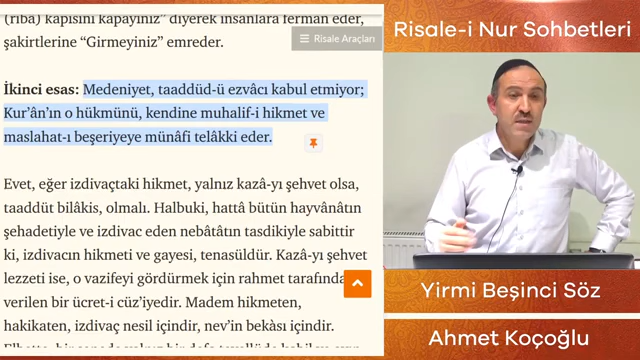 (riba) kapısını kapayınız” diyerek insanlara ferman eder,
şakirtlerine “Girmeyiniz” emreder.
Risale Araçları
İkinci esas: Medeniyet, taaddüd-ü ezvâcı kabul etmiyor;
Kur’ân’ın o hükmünü, kendine muhalif-i hikmet ve
maslahat-ı beşeriyeye münâfi telâkki eder.
Evet, eğer izdivaçtaki hikmet, yalnız kazâ-yı şehvet olsa,
taaddüt bilâkis, olmalı. Halbuki, hattâ bütün hayvânâtın
şehadetiyle ve izdivac eden nebâtâtın tasdikiyle sabittir
ki, izdivacın hikmeti ve gayesi, tenasüldür. Kazâ-yı şehvet
lezzeti ise, o vazifeyi gördürmek için rahmet tarafından
verilen bir ücret-i cüz’iyedir. Madem hikmeten,
hakikaten, izdivaç nesil içindir, nev’in bekâsı içindir.
Risale-i Nur Sohbetleri
Yirmi Beşinci Söz
Ahmet Koçoğlu